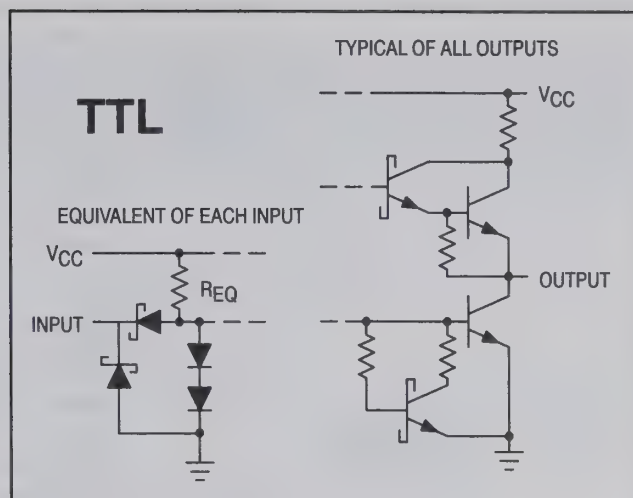 TYPICAL OF ALL OUTPUTS
VCC
TTL
EQUIVALENT OF EACH INPUT
VCC
REQ
INPUT
OUTPUT